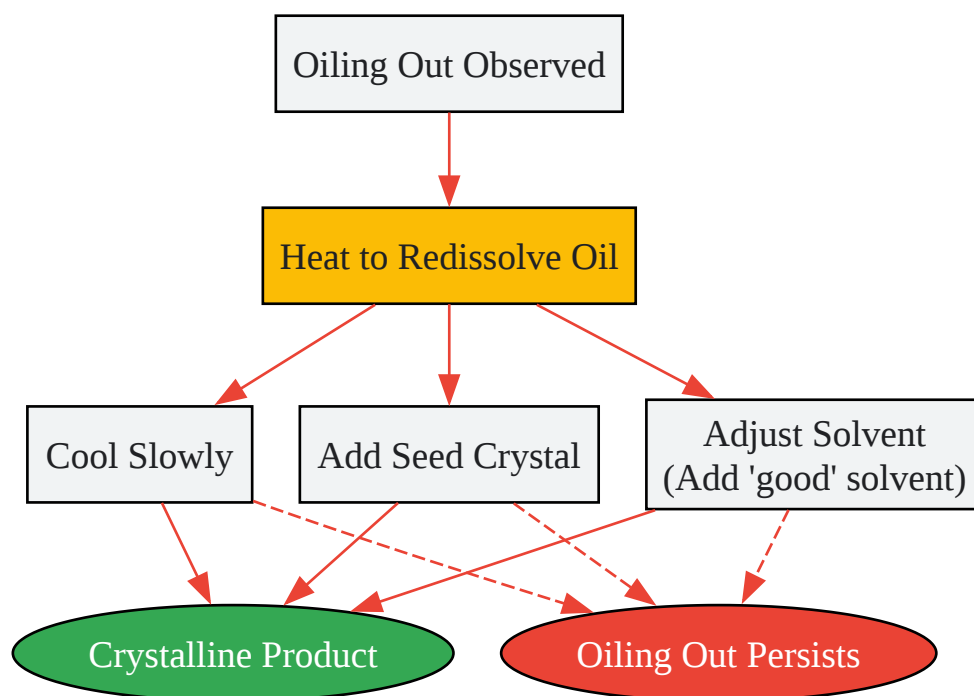 Oiling Out Observed
Heat to Redissolve Oil
Cool Slowly
Add Seed Crystal
Adjust Solvent
(Add 'good' solvent)
Crystalline Product
Oiling Out Persists